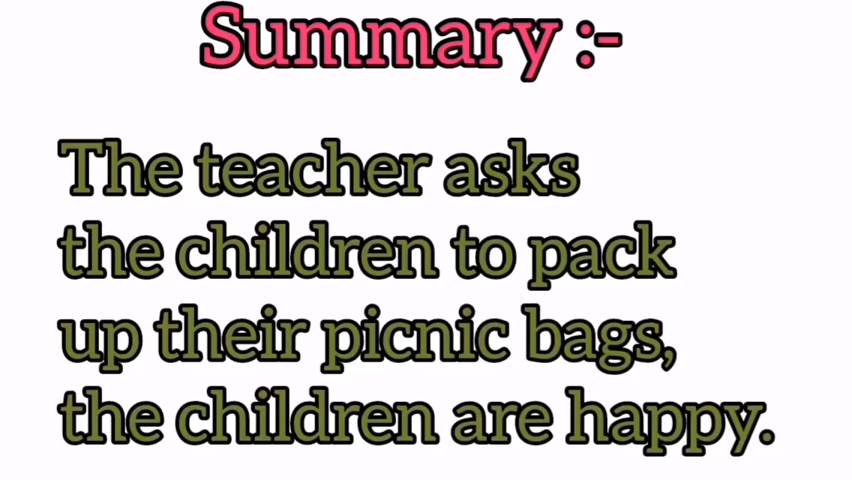 Summary :-
The teacher asks
the children to pack
up their picnic bags,
the children are happy.